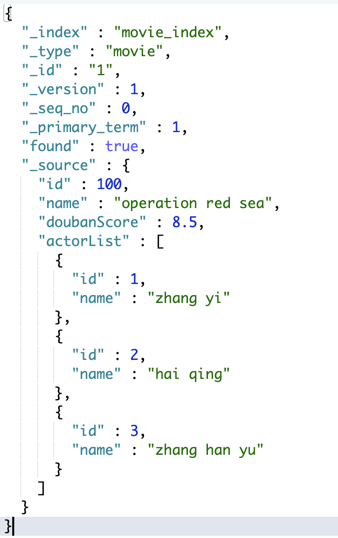 {
  "_index" : "movie_index",
  "_type" : "movie",
  "_id" : "1",
  "_version" : 1,
  "_seq_no" : 0,
  "_primary_term" : 1,
  "found" : true,
  "_source" : {
    "id" : 100,
    "name" : "operation red sea",
    "doubanScore" : 8.5,
    "actorList" : [
      {
        "id" : 1,
        "name" : "zhang yi"
      },
      {
        "id" : 2,
        "name" : "hai qing"
      },
      {
        "id" : 3,
        "name" : "zhang han yu"
      }
    ]
  }
}